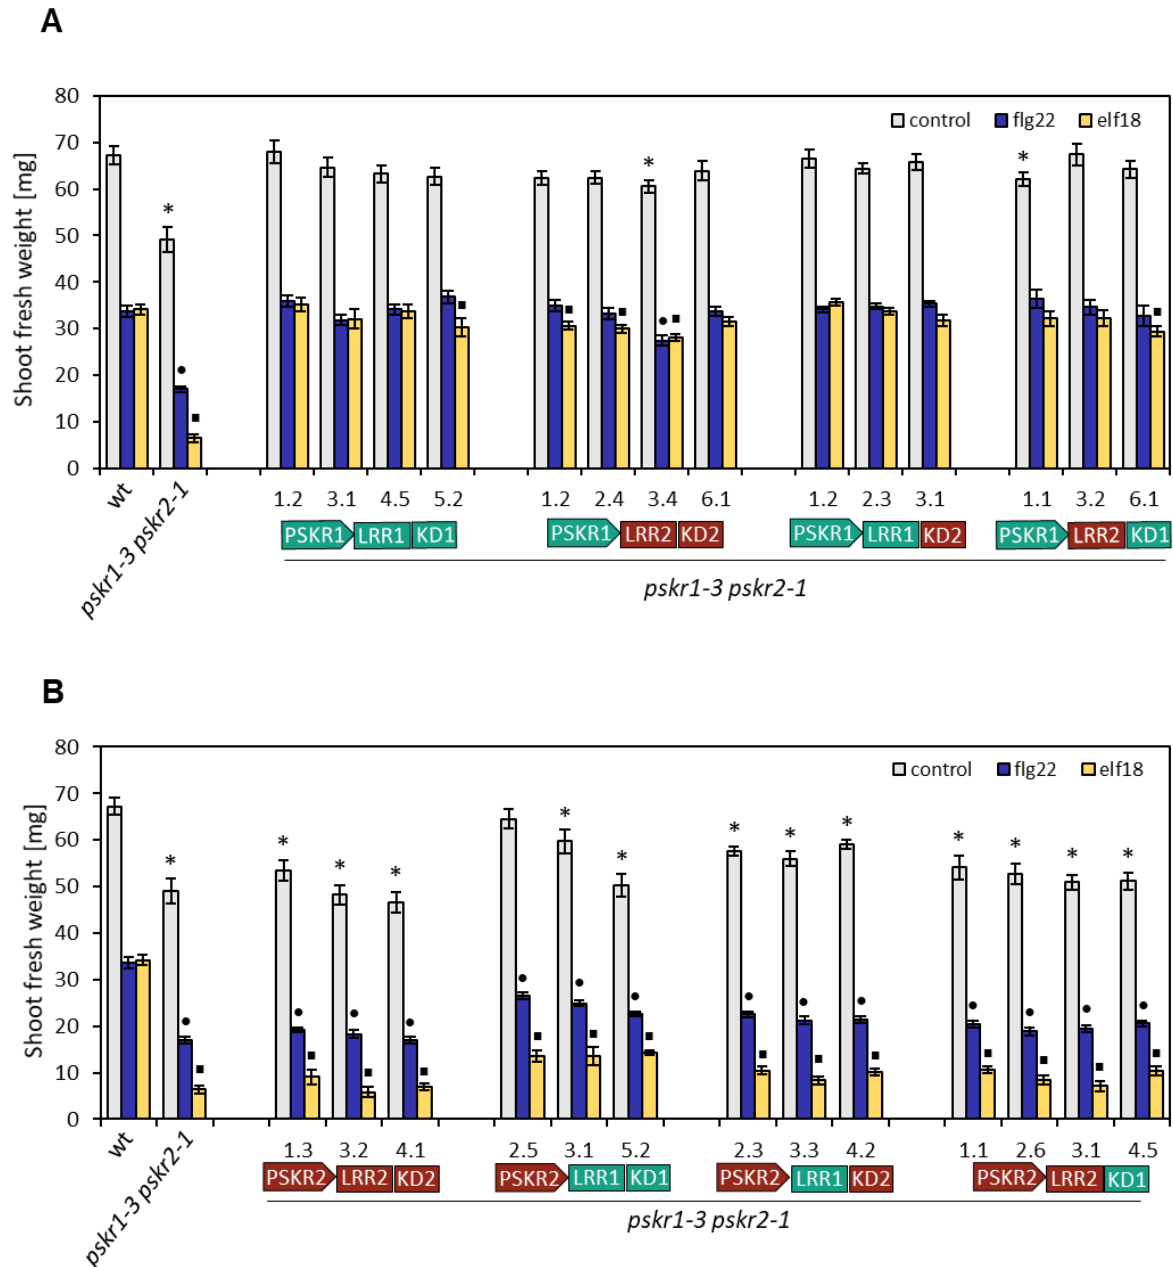 A
80
70
60
50
40
30
20
10
0
Shoot fresh weight [mg]
control flg22 elf18
* * *
wt pskr1-3 pskr2-1
1.2 3.1 4.5 5.2 1.2 2.4 3.4 6.1 1.2 2.3 3.1 1.1 3.2 6.1
PSKR1 LRR1 KD1 PSKR1 LRR2 KD2 PSKR1 LRR1 KD2 PSKR1 LRR2 KD1
pskr1-3 pskr2-1
B
80
70
60
50
40
30
20
10
0
Shoot fresh weight [mg]
control flg22 elf18
* * * * * * * * * * * * *
wt pskr1-3 pskr2-1
1.3 3.2 4.1 2.5 3.1 5.2 2.3 3.3 4.2 1.1 2.6 3.1 4.5
PSKR2 LRR2 KD2 PSKR2 LRR1 KD1 PSKR2 LRR1 KD2 PSKR2 LRR2 KD1
pskr1-3 pskr2-1